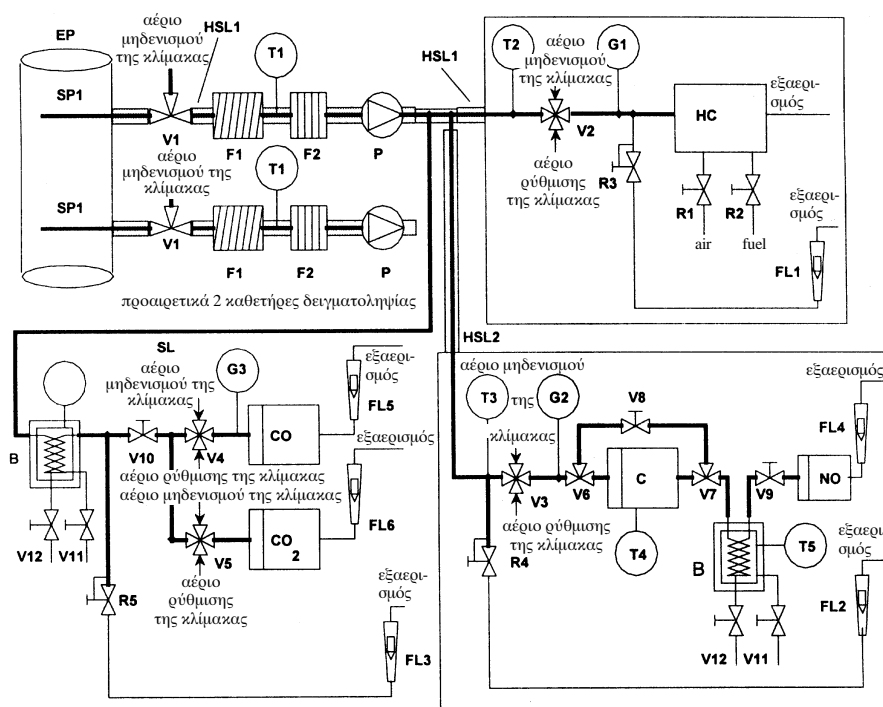 EP
αέριο
μηδενισμού
της κλίμακας
HSL1
T1
SP1
V1
F1
F2
P
αέριο
μηδενισμού της
κλίμακας
T1
SP1
V1
F1
F2
P
προαιρετικά 2 καθετήρες δειγματοληψίας
HSL1
T2
αέριο
μηδενισμού
της κλίμακας
G1
V2
αέριο
ρύθμισης
της κλίμακας
HC
εξαερι-
σμός
R3
R1
R2
air
fuel
εξαερι-
σμός
FL1
HSL2
SL
αέριο
μηδενισμού της
κλίμακας
G3
εξαερι-
σμός
FL5
CO
B
V10
V4
αέριο ρύθμισης της κλίμακας
αέριο μηδενισμού της κλίμακας
εξαερισμός
FL6
CO
2
V5
V12
V11
αέριο
ρύθμισης
της κλίμακας
R5
εξαερι-
σμός
FL3
αέριο μηδενισμού
της
κλίμακας
T3
G2
V8
εξαερισμός
FL4
V3
V6
C
V7
V9
NO
αέριο ρύθμισης
της κλίμακας
R4
T4
B
T5
εξαερι-
σμός
FL2
V12
V11